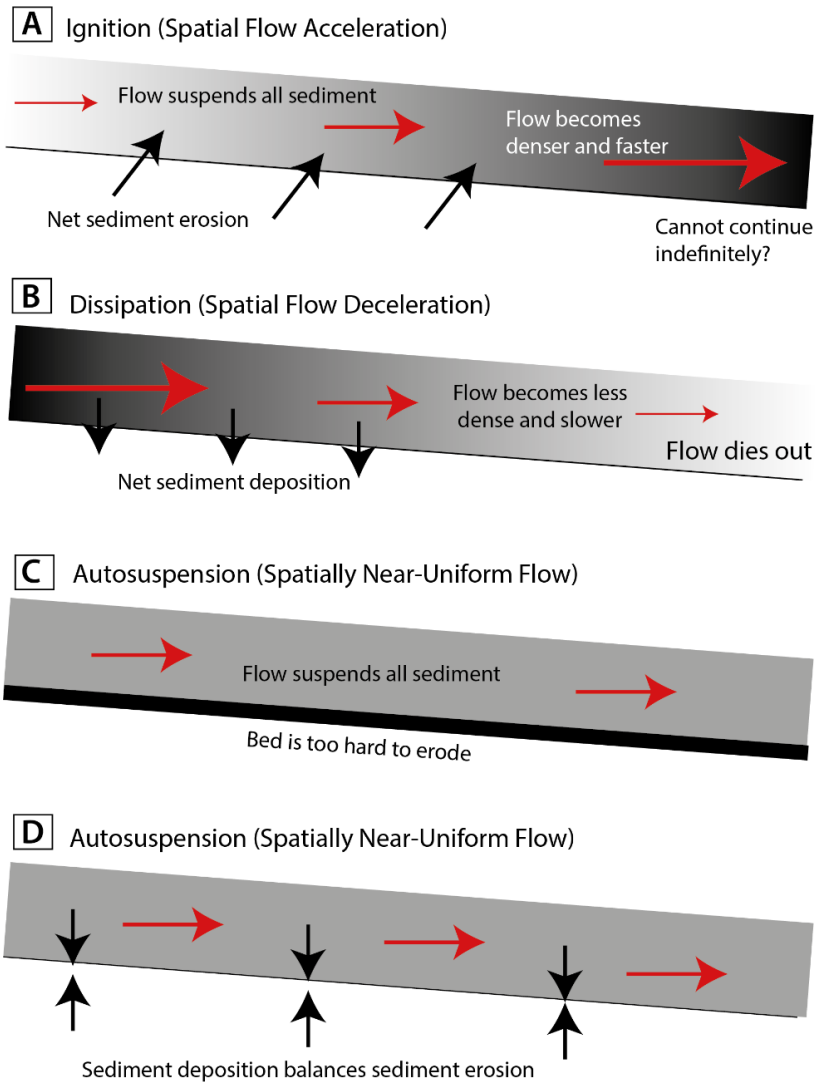 A Ignition (Spatial Flow Acceleration)
Flow suspends all sediment
Flow becomes
denser and faster
Net sediment erosion
Cannot continue
indefinitely?
B Dissipation (Spatial Flow Deceleration)
Flow becomes less
dense and slower
Flow dies out
Net sediment deposition
C Autosuspension (Spatially Near-Uniform Flow)
Flow suspends all sediment
Bed is too hard to erode
D Autosuspension (Spatially Near-Uniform Flow)
Sediment deposition balances sediment erosion